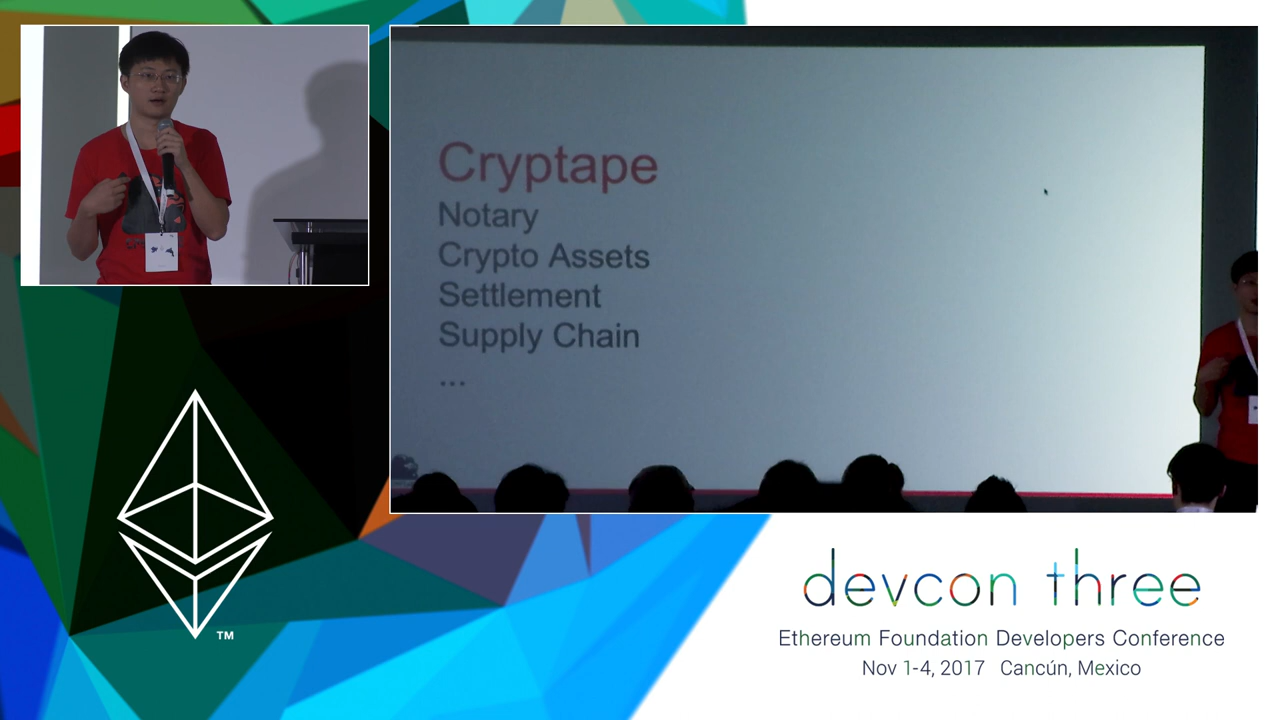 Cryptape
Notary
Crypto Assets
Settlement
Supply Chain
...
TM
devcon three
Ethereum Foundation Developers Conference
Nov 1-4, 2017 Cancún, Mexico